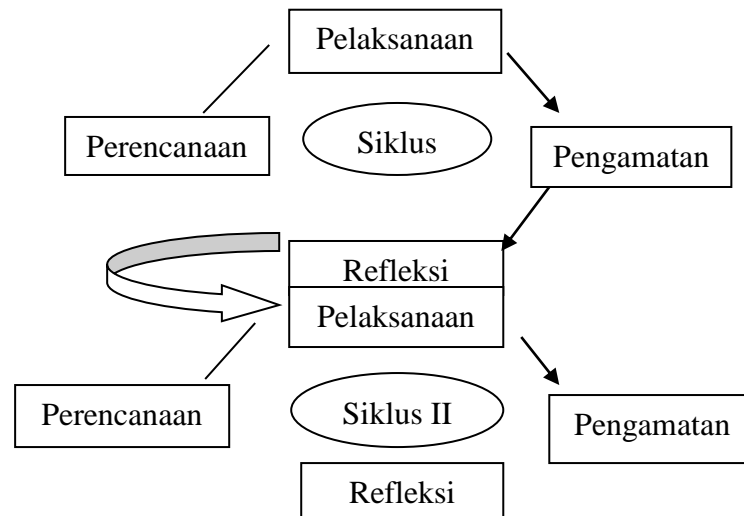 Pelaksanaan
Perencanaan
Siklus
Pengamatan
Refleksi
Pelaksanaan
Perencanaan
Siklus II
Pengamatan
Refleksi